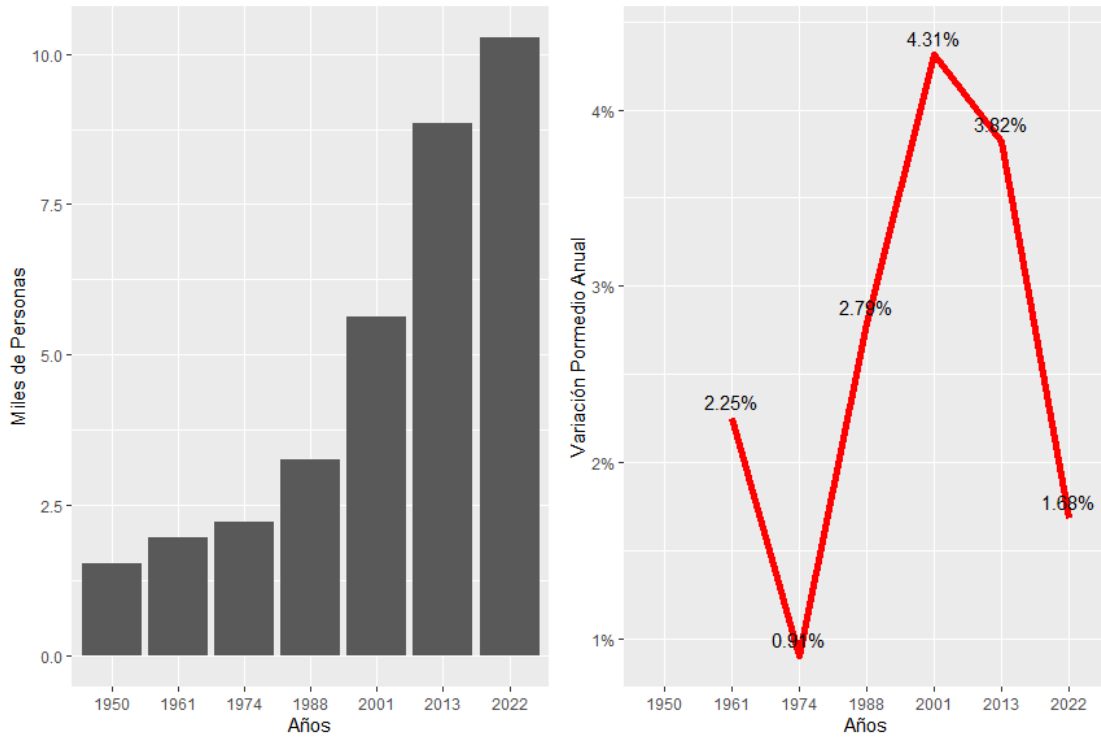 Miles de Personas
10.0
7.5
5.0
2.5
0.0
1950 1961 1974 1988 2001 2013 2022
Años
Variación Pormedio Anual
4%
3%
2%
1%
2.25%
0.91%
2.79%
4.31%
3.82%
1.68%
1950 1961 1974 1988 2001 2013 2022
Años